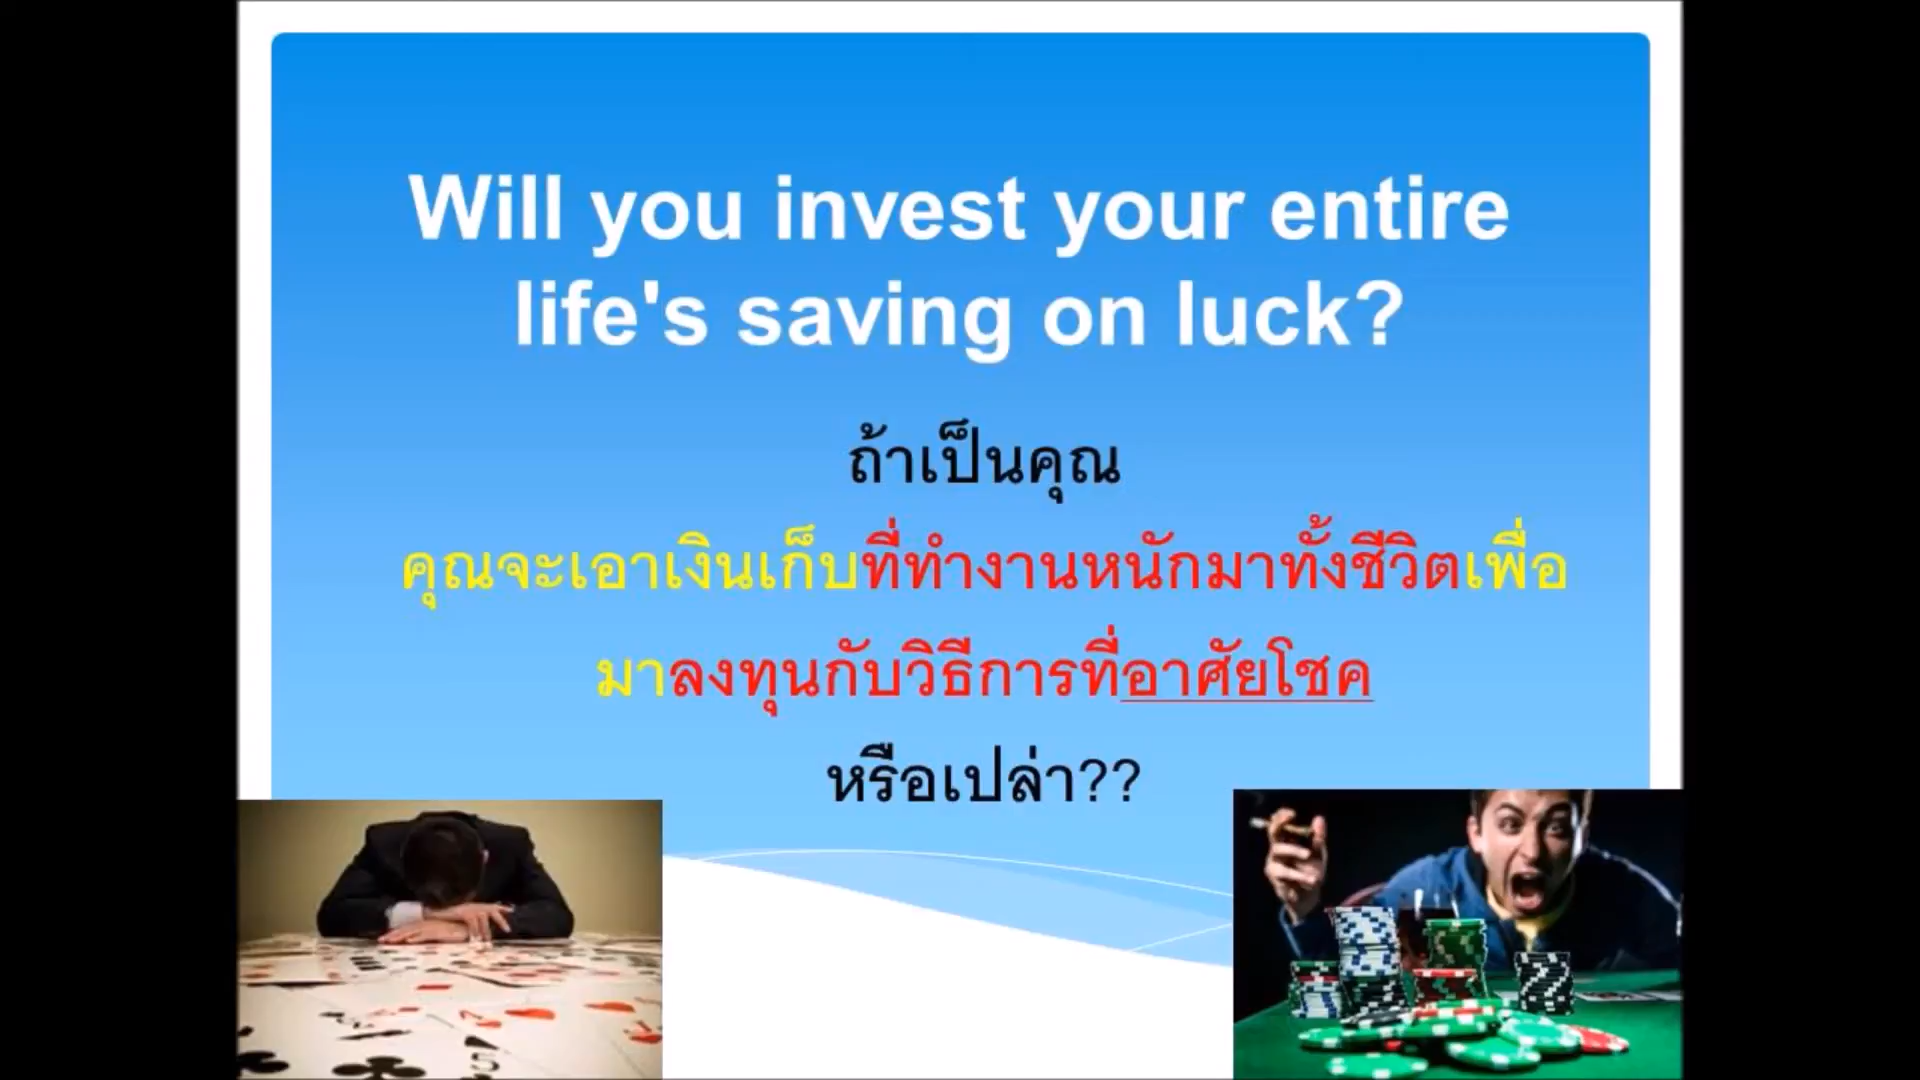 Will you invest your entire
life's saving on luck?
ถ้าเป็นคุณ
คุณจะเอาเงินเก็บที่ทำงานหนักมาทั้งชีวิตเพื่อ
มาลงทุนกับวิธีการที่อาศัยโชค
หรือเปล่า??